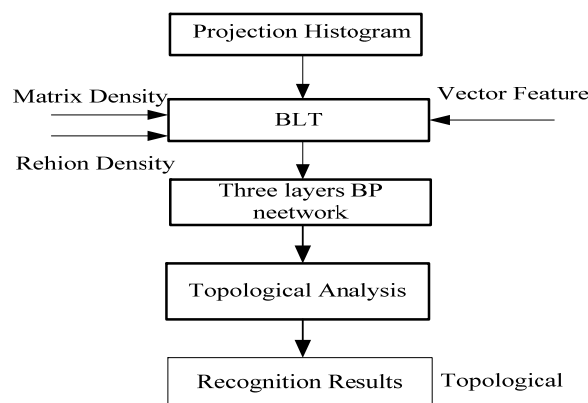 Projection Histogram
Matrix Density
Vector Feature
BLT
Rehion Density
Three layers BP
neetwork
Topological Analysis
Recognition Results
Topological